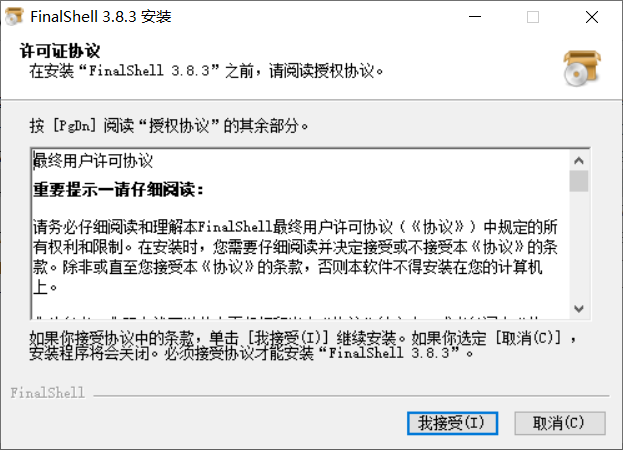 FinalShell 3.8.3 安装
许可证协议
在安装“FinalShell 3.8.3”之前，请阅读授权协议。
按 [PgDn] 阅读“授权协议”的其余部分。
最终用户许可协议
重要提示—请仔细阅读：
请务必仔细阅读和理解本FinalShell最终用户许可协议（《协议》）中规定的所
有权利和限制。在安装时，您需要仔细阅读并决定接受或不接受本《协议》的条
款。除非或直至您接受本《协议》的条款，否则本软件不得安装在您的计算机
上。
如果你接受协议中的条款，单击 [我接受(I)] 继续安装。如果你选定 [取消(C)] ，
安装程序将会关闭。必须接受协议才能安装“FinalShell 3.8.3”。
FinalShell
我接受(I)
取消(C)